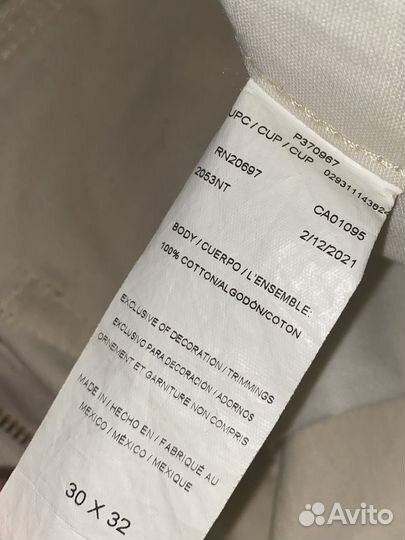 P370967
UPC / CUP / CUP
RN20697
2053NT
CA01095
2/12/2021
BODY / CUERPO / L'ENSEMBLE:
100% COTTON/ALGODÓN/COTON
EXCLUSIVE OF DECORATION / TRIMMINGS
EXCLUSIVO PARA DECORACIÓN / ADORNOS
ORNEMENT ET GARNITURE NON COMPRIS
MADE IN / HECHO EN / FABRIQUÉ AU
MEXICO / MÉXICO / MEXIQUE
30 X 32
Avito